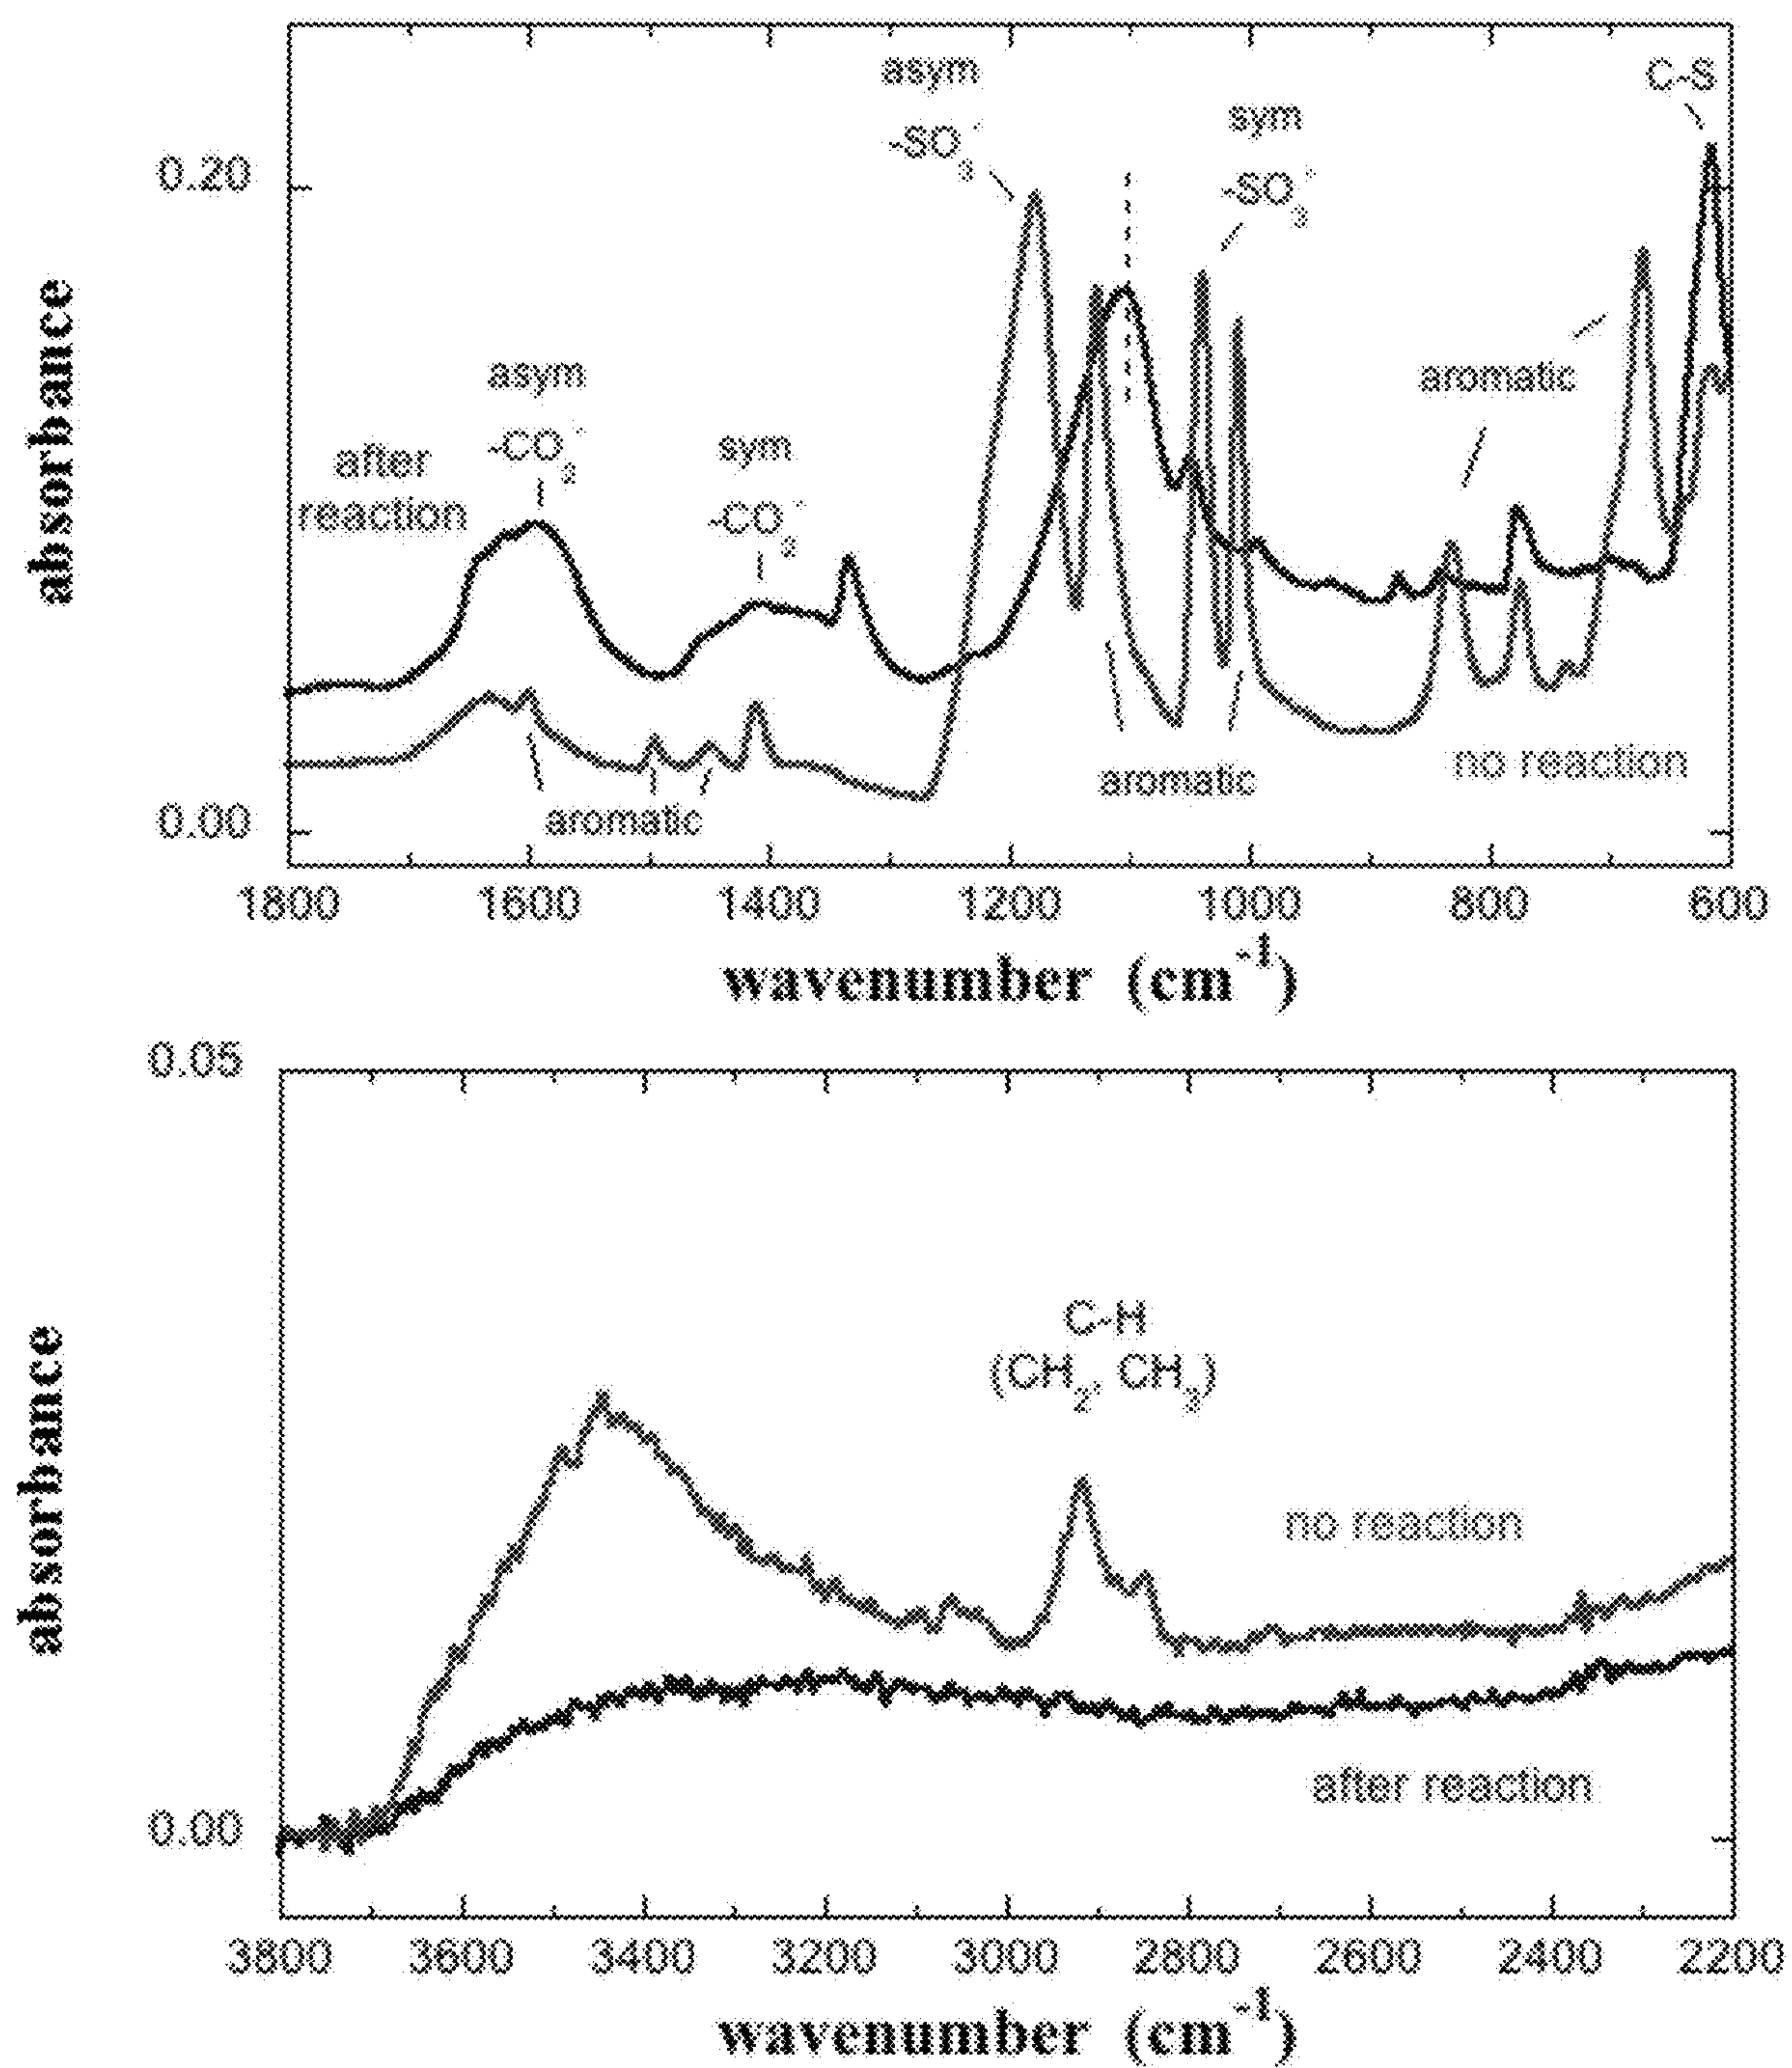 absorbance
0.20
0.00
asym
-SO3-
sym
-SO3-
C-S
asym
-CO2-
after
reaction
sym
-CO2-
aromatic
aromatic
aromatic
no reaction
1800 1600 1400 1200 1000 800 600
wavenumber (cm-1)
absorbance
0.05
0.00
C-H
(CH2, CH3)
no reaction
after reaction
3800 3600 3400 3200 3000 2800 2600 2400 2200
wavenumber (cm-1)